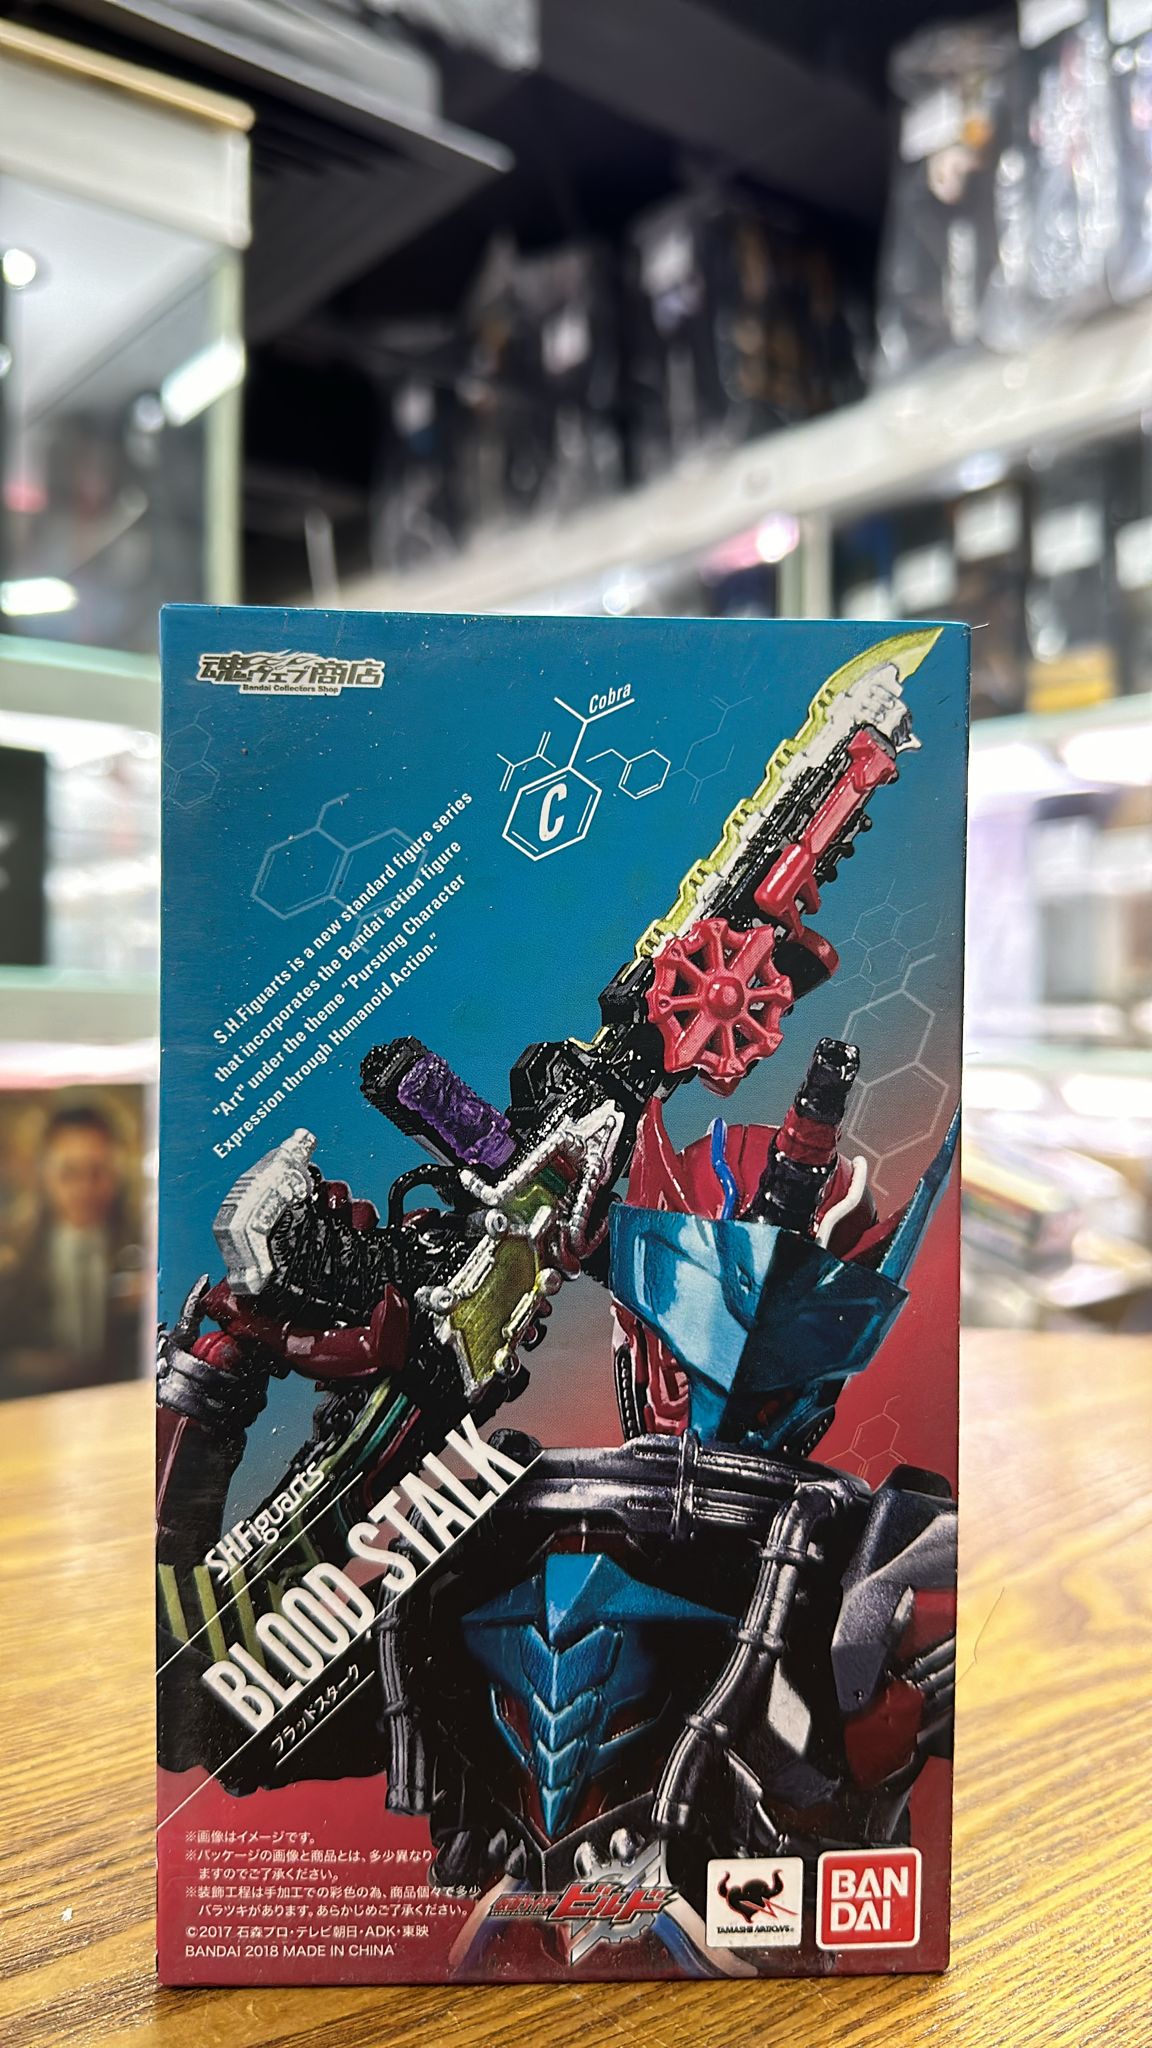 魂ウェブ商店
Bandai Collectors Shop
Cobra
C
S.H.Figuarts is a new standard figure series
that incorporates the Bandai action figure
"Art" under the theme "Pursuing Character
Expression through Humanoid Action."
S.H.Figuarts
BLOOD STALK
ブラッドスターク
※画像はイメージです。
※パッケージの画像と商品とは、多少異なり
ますのでご了承ください。
※装飾工程は手加工での彩色の為、商品個々で多少
バラツキがあります。あらかじめご了承ください。
©2017 石森プロ・テレビ朝日・ADK・東映
BANDAI 2018 MADE IN CHINA
仮面ライダービルド
TAMASHII NATIONS
BAN
DAI